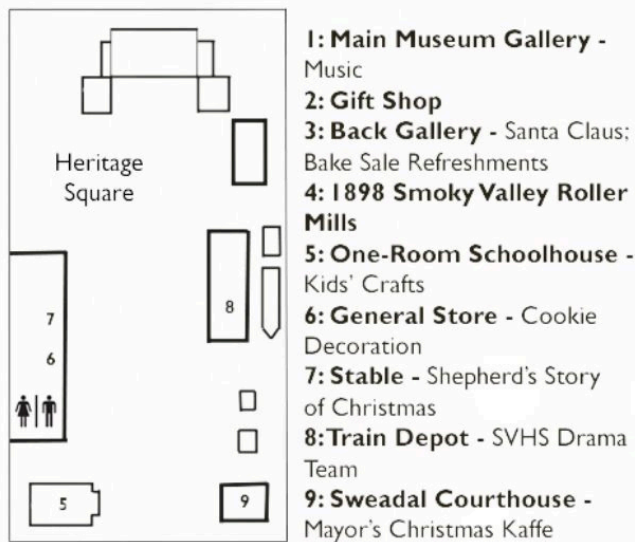 Heritage
Square
7
6
8
5
9
1: Main Museum Gallery -
Music
2: Gift Shop
3: Back Gallery - Santa Claus;
Bake Sale Refreshments
4: 1898 Smoky Valley Roller
Mills
5: One-Room Schoolhouse -
Kids' Crafts
6: General Store - Cookie
Decoration
7: Stable - Shepherd's Story
of Christmas
8:Train Depot - SVHS Drama
Team
9: Sweadal Courthouse -
Mayor's Christmas Kaffe